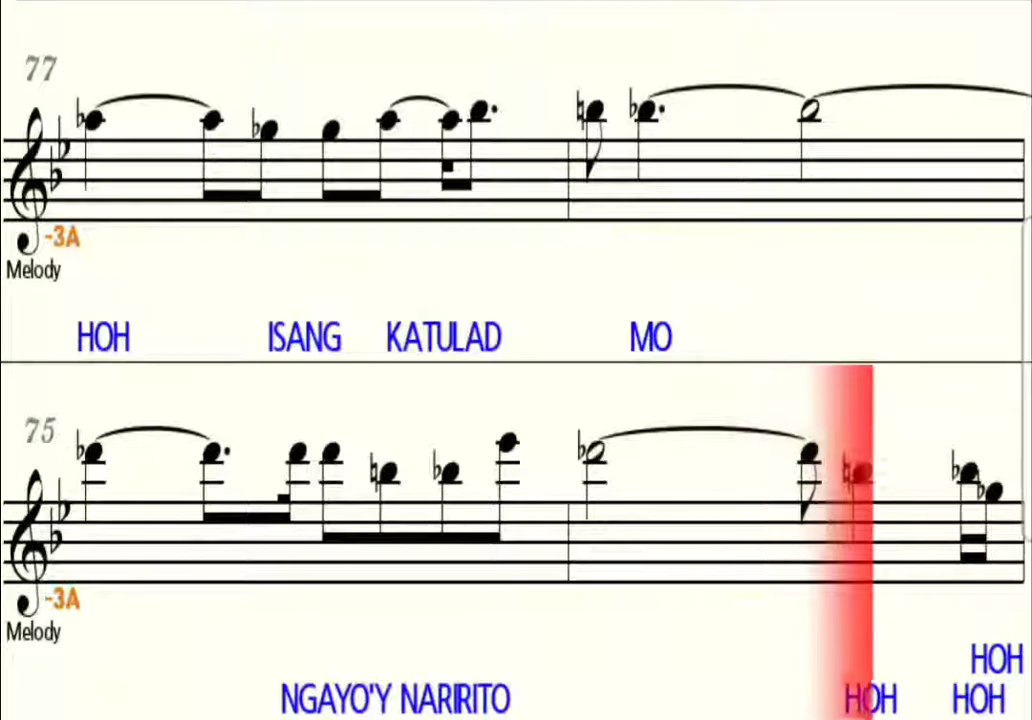 77
-3A
Melody
HOH ISANG KATULAD MO
75
-3A
Melody
HOH
NGAYO'Y NARIRITO HOH HOH